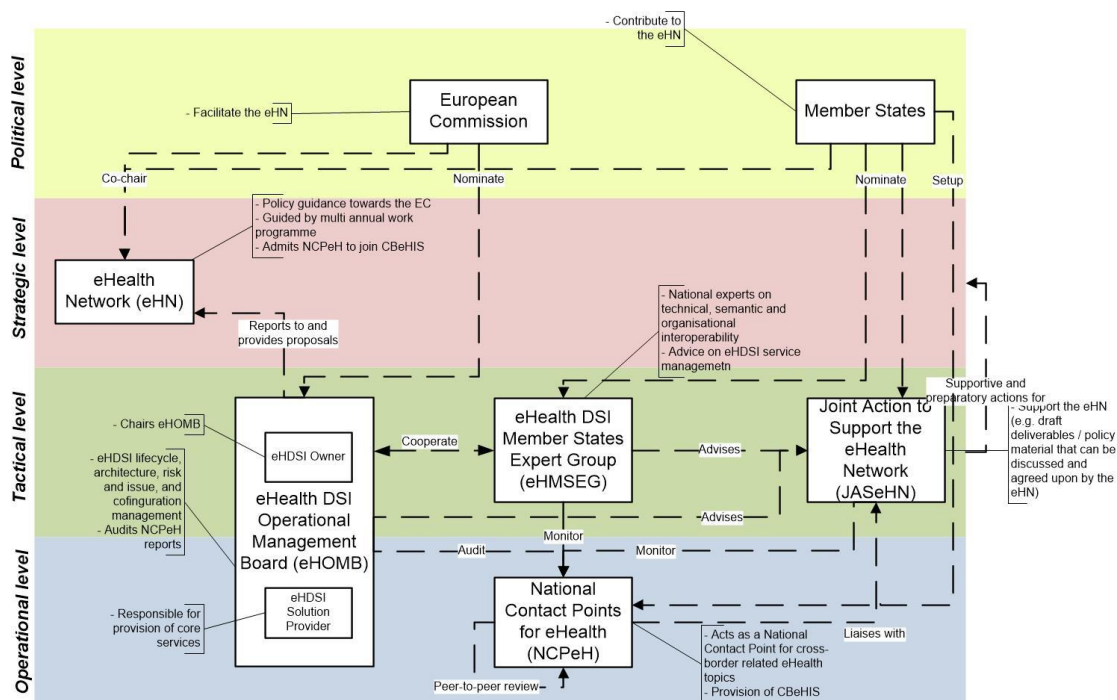 Political level
- Contribute to
the eHN
European
Commission
Member States
- Facilitate the eHN
Co-chair
Nominate
Nominate
Setup
Strategic level
- Policy guidance towards the EC
- Guided by multi annual work
programme
- Admits NCPeH to join CBeHIS
eHealth
Network (eHN)
- National experts on
technical, semantic and
organisational
interoperability
- Advice on eHDSI service
managemetn
Reports to and
provides proposals
Tactical level
Supportive and
preparatory actions for
- Chairs eHOMB
eHDSI Owner
Cooperate
eHealth DSI
Member States
Expert Group
(eHMSEG)
Advises
Joint Action to
Support the
eHealth
Network
(JASeHN)
- Support the eHN
(e.g. draft
deliverables / policy
material that can be
discussed and
agreed upon by
the eHN)
- eHDSI lifecycle,
architecture, risk
and issue, and
cofinguration
management
- Audits NCPeH
reports
eHealth DSI
Operational
Management
Board (eHOMB)
Advises
Monitor
Operational level
Audit
Monitor
eHDSI
Solution
Provider
- Responsible for
provision of core
services
National
Contact Points
for eHealth
(NCPeH)
Liaises with
- Acts as a National
Contact Point for cross-
border related eHealth
topics
- Provision of CBeHIS
Peer-to-peer review